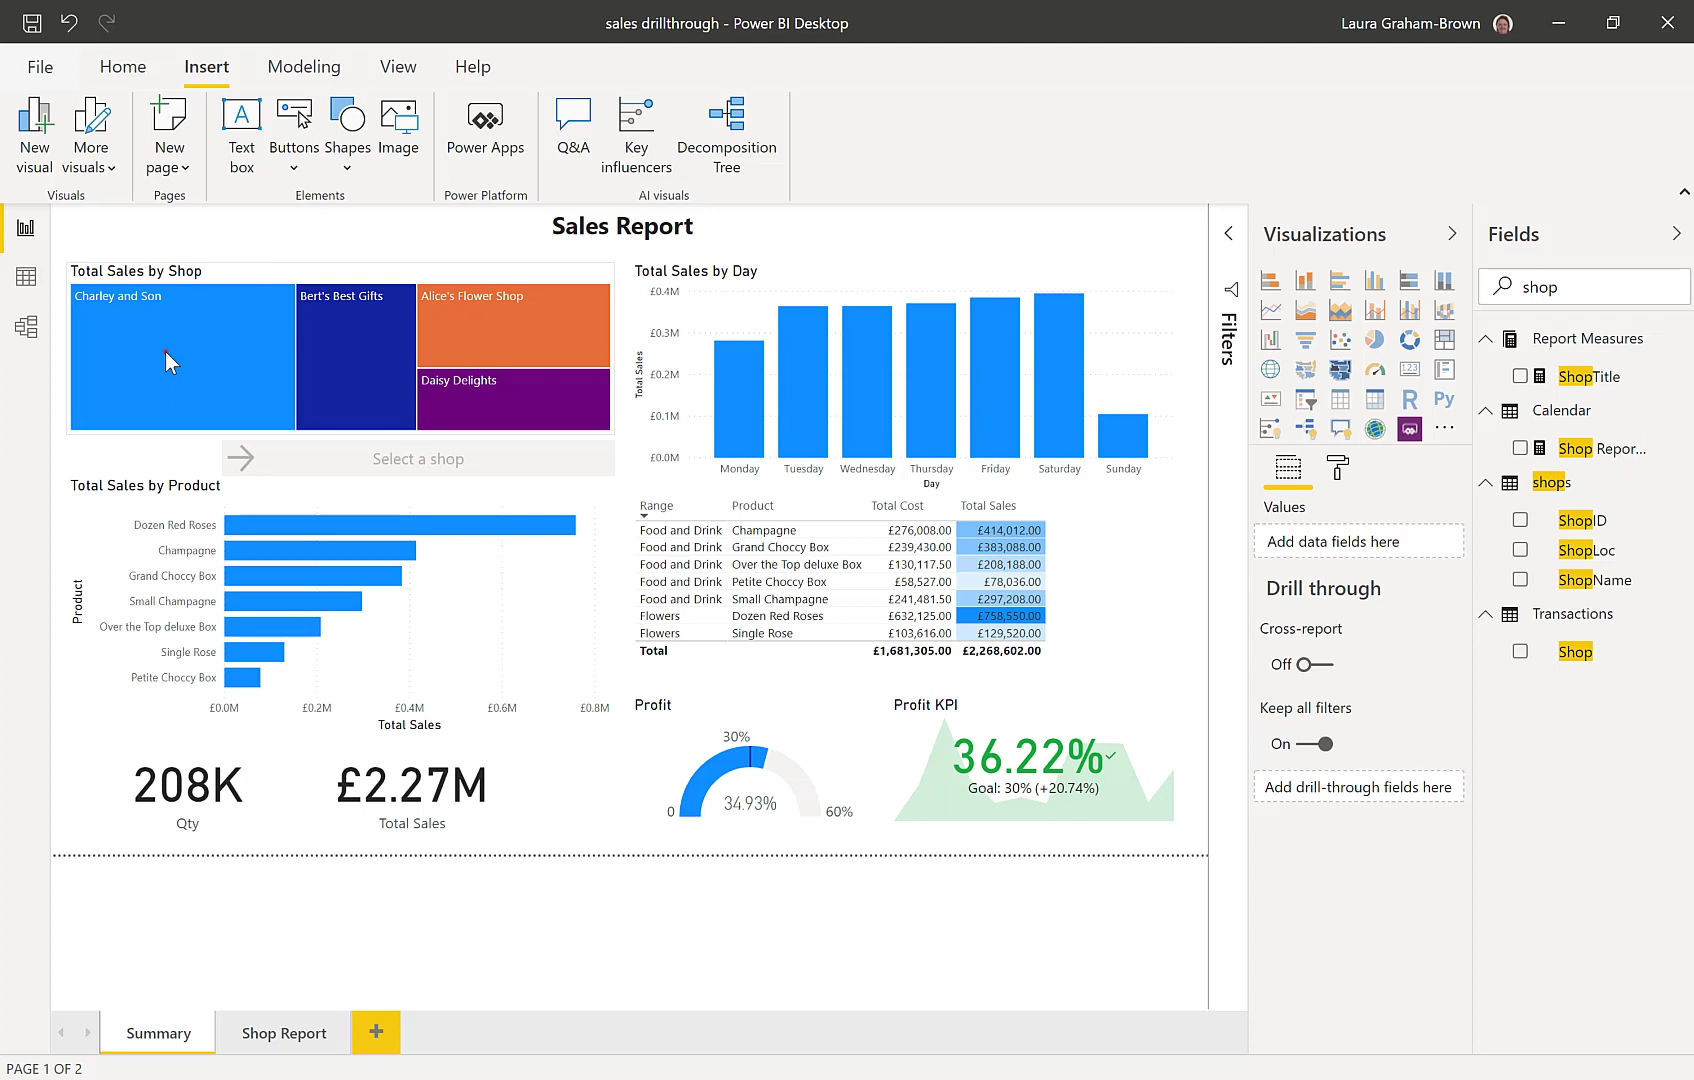 sales drillthrough - Power BI Desktop
Laura Graham-Brown
File Home Insert Modeling View Help
New visual
More visuals
New page
Text box
Buttons
Shapes
Image
Power Apps
Q&A
Key influencers
Decomposition Tree
Visuals
Pages
Elements
Power Platform
AI visuals
Sales Report
Total Sales by Shop
Charley and Son
Bert's Best Gifts
Alice's Flower Shop
Daisy Delights
Select a shop
Total Sales by Day
Total Sales
£0.4M
£0.3M
£0.2M
£0.1M
£0.0M
Monday Tuesday Wednesday Thursday Friday Saturday Sunday
Day
Total Sales by Product
Product
Dozen Red Roses
Champagne
Grand Choccy Box
Small Champagne
Over the Top deluxe Box
Single Rose
Petite Choccy Box
£0.0M £0.2M £0.4M £0.6M £0.8M
Total Sales
Range Product Total Cost Total Sales
Food and Drink Champagne £276,008.00 £414,012.00
Food and Drink Grand Choccy Box £239,430.00 £383,088.00
Food and Drink Over the Top deluxe Box £130,117.50 £208,188.00
Food and Drink Petite Choccy Box £58,527.00 £78,036.00
Food and Drink Small Champagne £241,481.50 £297,208.00
Flowers Dozen Red Roses £632,125.00 £758,550.00
Flowers Single Rose £103,616.00 £129,520.00
Total £1,681,305.00 £2,268,602.00
208K
Qty
£2.27M
Total Sales
Profit
30%
0
34.93%
60%
Profit KPI
36.22%
Goal: 30% (+20.74%)
Filters
Visualizations
123
R
Py
Values
Add data fields here
Drill through
Cross-report
Off
Keep all filters
On
Add drill-through fields here
Fields
shop
Report Measures
ShopTitle
Calendar
Shop Repor...
shops
ShopID
ShopLoc
ShopName
Transactions
Shop
Summary
Shop Report
PAGE 1 OF 2